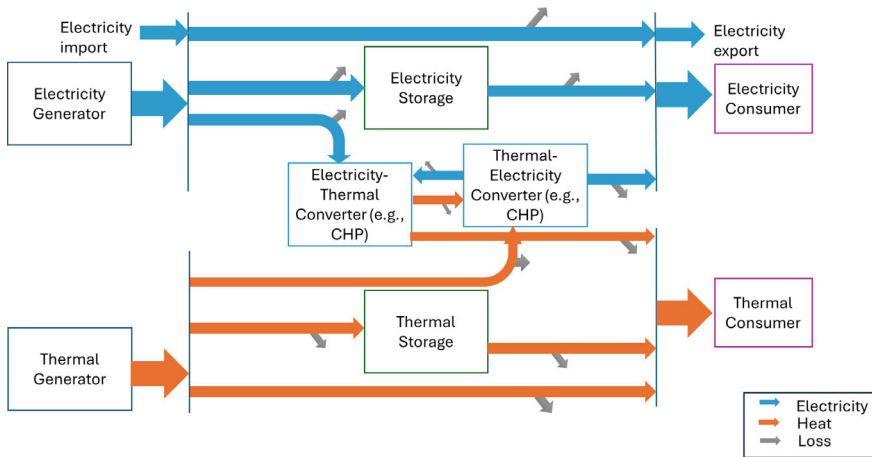 Electricity
import
Electricity
export
Electricity
Generator
Electricity
Storage
Electricity
Consumer
Electricity-
Thermal
Converter (e.g.,
CHP)
Thermal-
Electricity
Converter (e.g.,
CHP)
Thermal
Generator
Thermal
Storage
Thermal
Consumer
Electricity
Heat
Loss